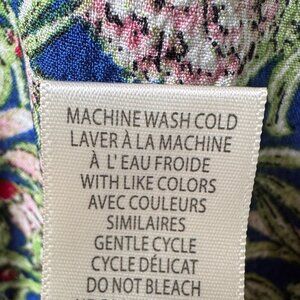 MACHINE WASH COLD
LAVER À LA MACHINE
À L'EAU FROIDE
WITH LIKE COLORS
AVEC COULEURS
SIMILAIRES
GENTLE CYCLE
CYCLE DÉLICAT
DO NOT BLEACH